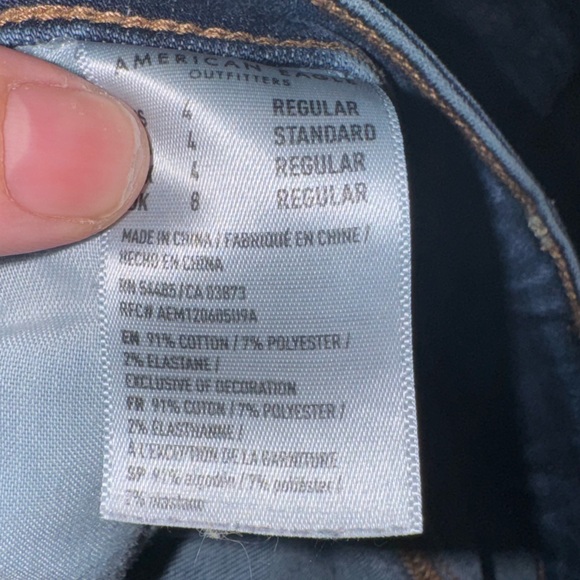 AMERICAN EAGLE
OUTFITTERS
4 REGULAR
4 STANDARD
4 REGULAR
UK 8 REGULAR
MADE IN CHINA / FABRIQUÉ EN CHINE /
HECHO EN CHINA
RN 54485 / CA 03873
RFC# AEM120605U9A
EN 91% COTTON / 7% POLYESTER /
2% ELASTANE /
EXCLUSIVE OF DECORATION
FR 91% COTON / 7% POLYESTER /
2% ÉLASTHANNE /
À L'EXCEPTION DE LA GARNITURE
SP 91% algodón / 7% poliéster /
2% elastano